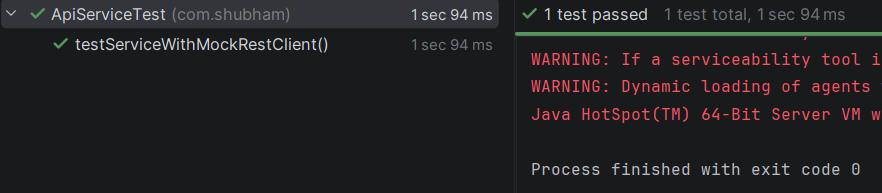 ApiServiceTest (com.shubham) 1 sec 94 ms
testServiceWithMockRestClient() 1 sec 94 ms
1 test passed 1 test total, 1 sec 94 ms
WARNING: If a serviceability tool i
WARNING: Dynamic loading of agents
Java HotSpot(TM) 64-Bit Server VM w
Process finished with exit code 0